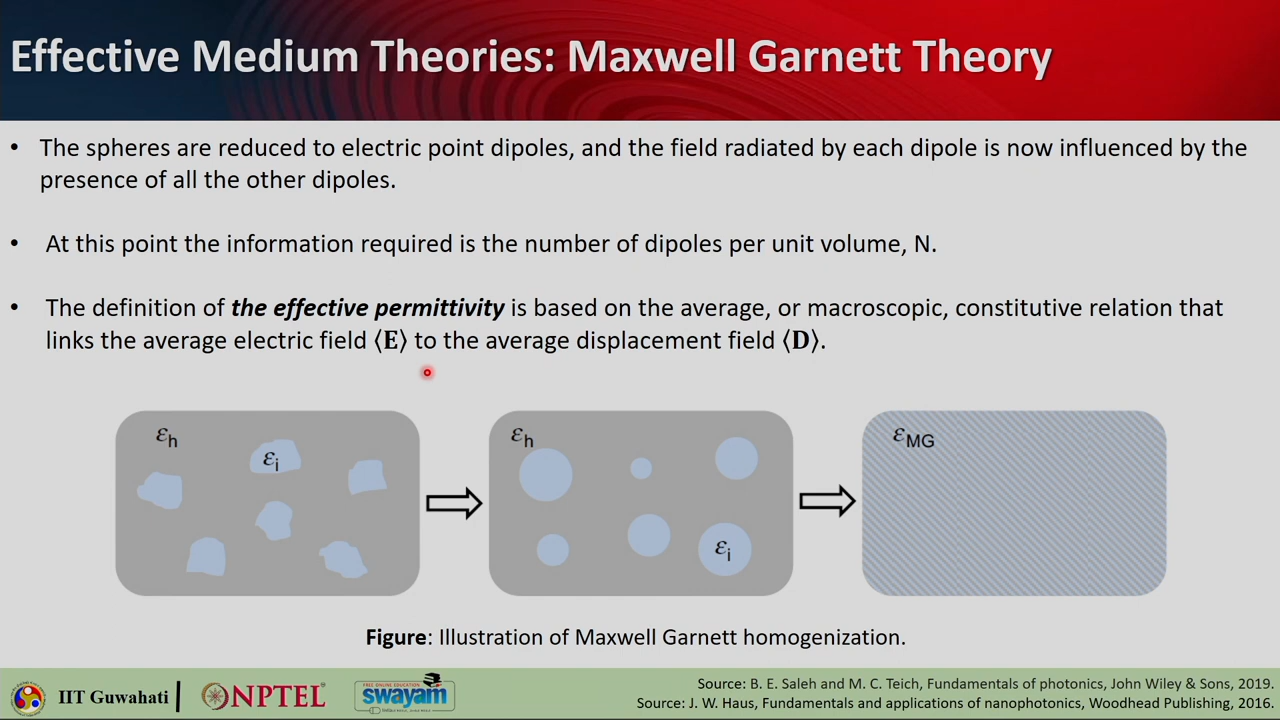 Effective Medium Theories: Maxwell Garnett Theory
• The spheres are reduced to electric point dipoles, and the field radiated by each dipole is now influenced by the
presence of all the other dipoles.
• At this point the information required is the number of dipoles per unit volume, N.
• The definition of the effective permittivity is based on the average, or macroscopic, constitutive relation that
links the average electric field ⟨E⟩ to the average displacement field ⟨D⟩.
εh
εi
εh
εi
εMG
Figure: Illustration of Maxwell Garnett homogenization.
IIT Guwahati
NPTEL
FREE ONLINE EDUCATION
swayam
Source: B. E. Saleh and M. C. Teich, Fundamentals of photonics, John Wiley & Sons, 2019.
Source: J. W. Haus, Fundamentals and applications of nanophotonics, Woodhead Publishing, 2016.